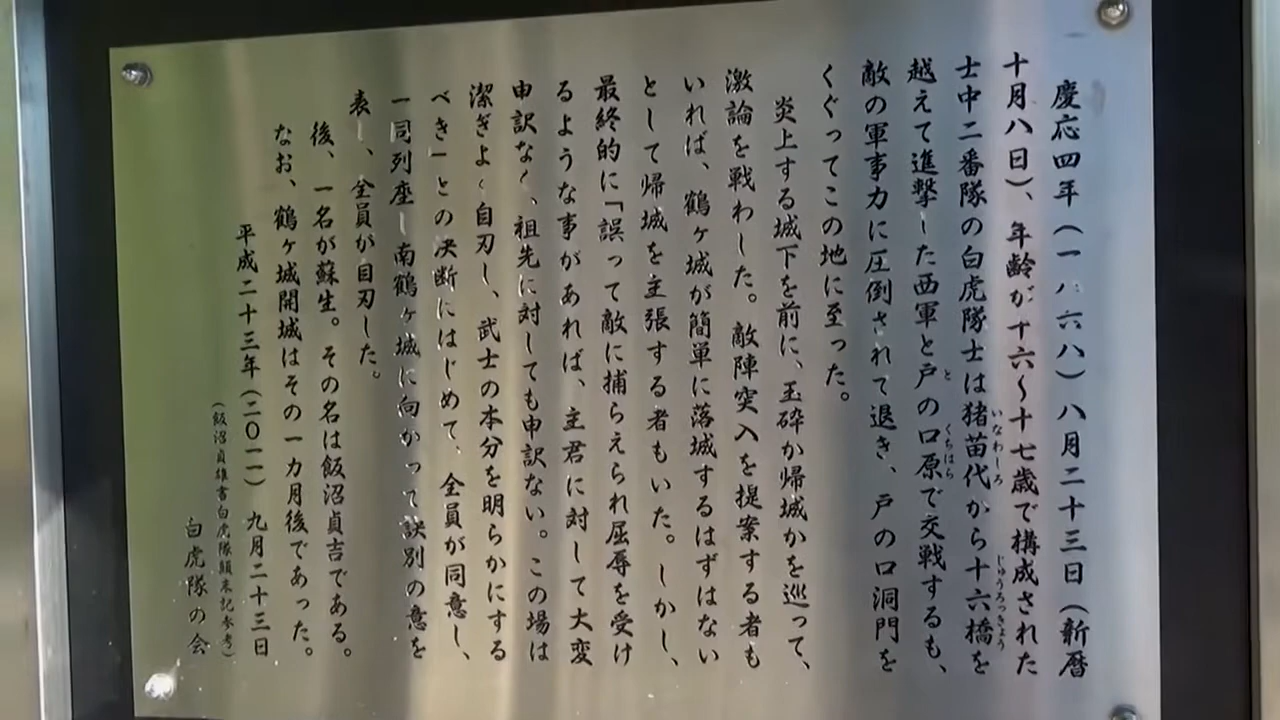 慶応四年(一八六八)八月二十三日(新暦
十月八日)、年齢が十六～十七歳で構成された
士中二番隊の白虎隊士は猪苗代から十六橋を
いなわしろ
じゅうろっきょう
越えて進撃した西軍と戸の口原で交戦するも、
と
くちはら
敵の軍事力に圧倒されて退き、戸の口洞門を
くぐってこの地に至った。
炎上する城下を前に、玉砕か帰城かを巡って、
激論を戦わした。敵陣突入を提案する者も
いれば、鶴ヶ城が簡単に落城するはずはない
として帰城を主張する者もいた。しかし、
最終的に「誤って敵に捕らえられ屈辱を受け
るような事があれば、主君に対して大変
申訳なく、祖先に対しても申訳ない。この場は
潔ぎよく自刃し、武士の本分を明らかにする
べき」との決断にはじめて、全員が同意し、
一同列座し南鶴ヶ城に向かって訣別の意を
表し、全員が自刃した。
後、一名が蘇生。その名は飯沼貞吉である。
なお、鶴ヶ城開城はその一カ月後であった。
平成二十三年(二〇一一)九月二十三日
(飯沼貞雄書白虎隊顛末記参考)
白虎隊の会